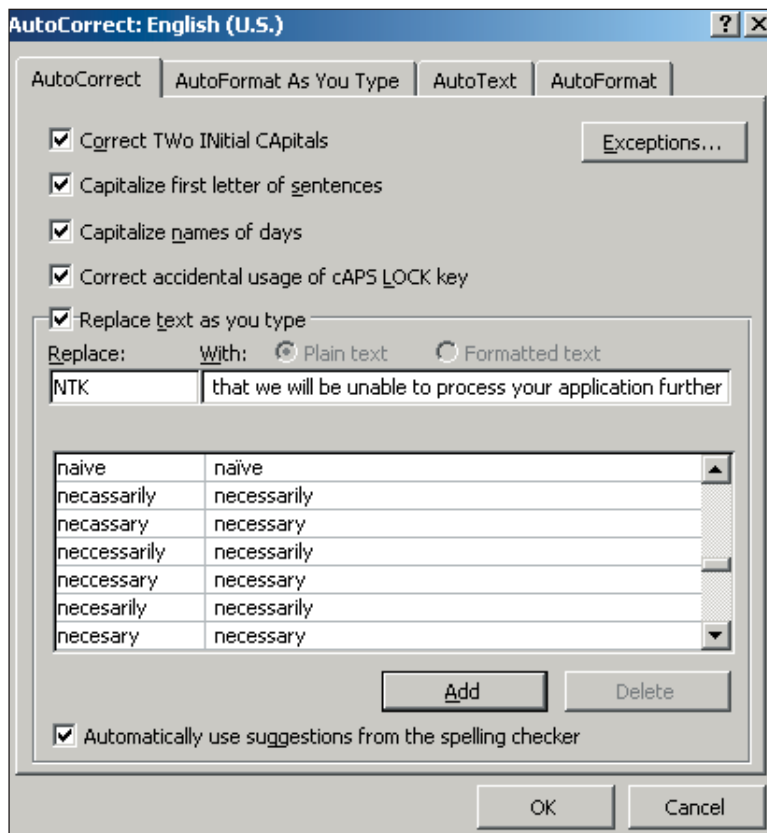 AutoCorrect: English (U.S.)
AutoCorrect AutoFormat As You Type AutoText AutoFormat
Correct TWo INitial CApitals Exceptions...
Capitalize first letter of sentences
Capitalize names of days
Correct accidental usage of cAPS LOCK key
Replace text as you type
Replace: With: Plain text Formatted text
NTK that we will be unable to process your application further
naive naïve
necassarily necessarily
necassary necessary
neccessarily necessarily
neccessary necessary
necesarily necessarily
necesary necessary
Add Delete
Automatically use suggestions from the spelling checker
OK Cancel